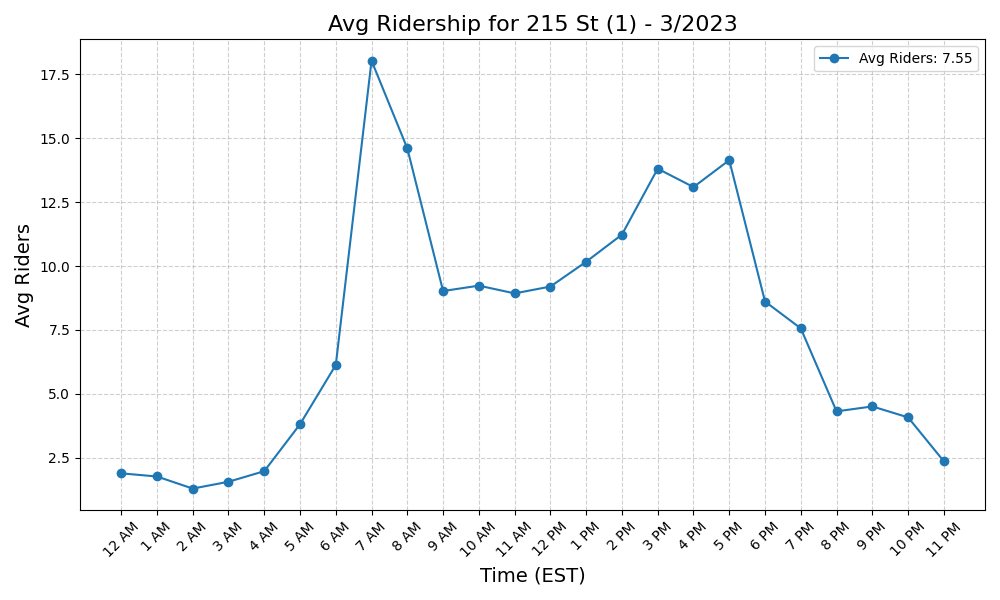 Avg Ridership for 215 St (1) - 3/2023
Avg Riders: 7.55
Avg Riders
17.5
15.0
12.5
10.0
7.5
5.0
2.5
12 AM
1 AM
2 AM
3 AM
4 AM
5 AM
6 AM
7 AM
8 AM
9 AM
10 AM
11 AM
12 PM
1 PM
2 PM
3 PM
4 PM
5 PM
6 PM
7 PM
8 PM
9 PM
10 PM
11 PM
Time (EST)